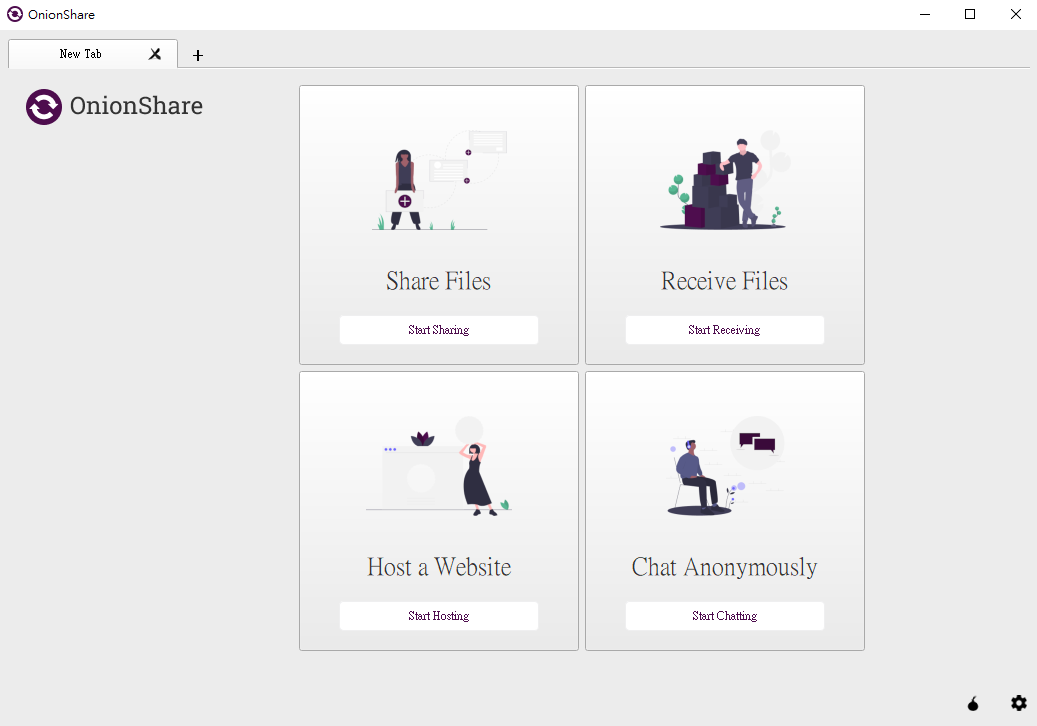 OnionShare
New Tab
OnionShare
Share Files
Start Sharing
Receive Files
Start Receiving
Host a Website
Start Hosting
Chat Anonymously
Start Chatting